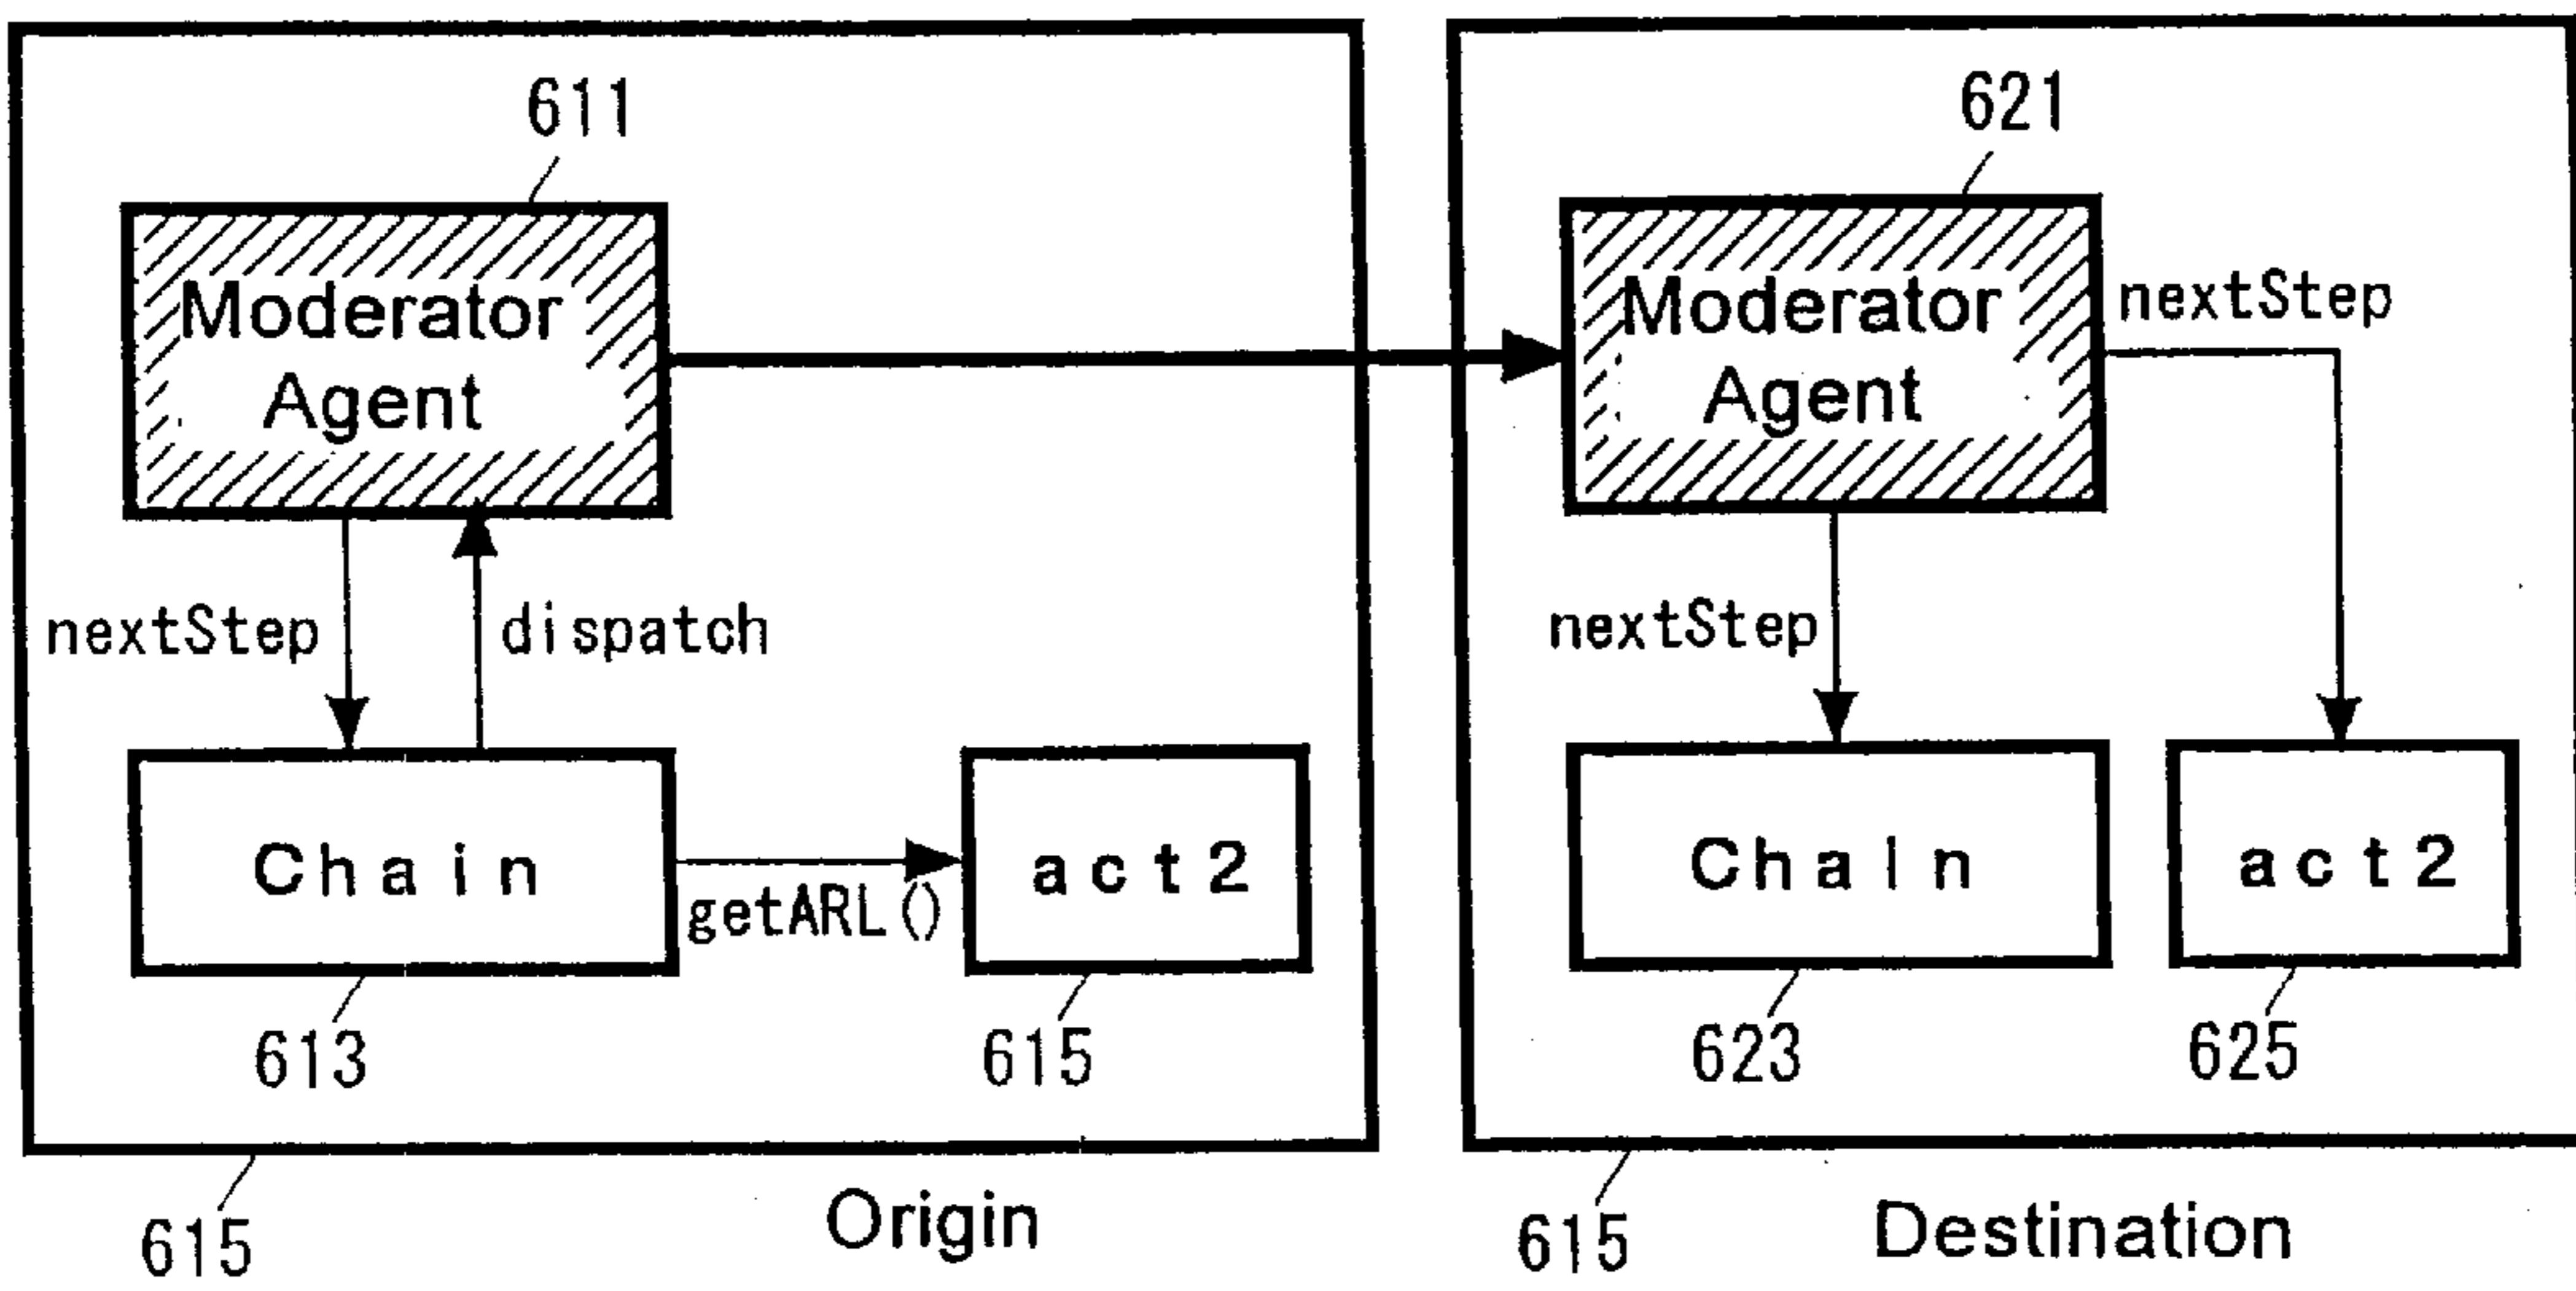 611
621
Moderator
Agent
Moderator
Agent
nextStep
nextStep
dispatch
nextStep
Chain
getARL()
act2
Chaln
act2
613
615
623
625
615
Origin
615
Destination